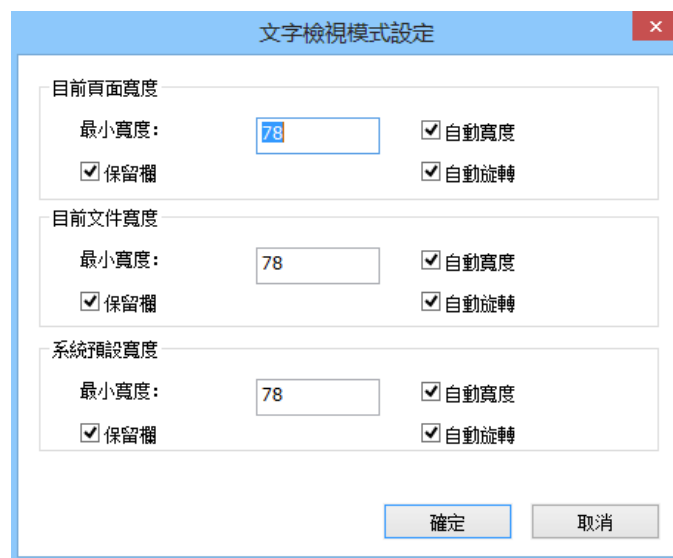 文字檢視模式設定
目前頁面寬度
最小寬度: 78 自動寬度
保留欄 自動旋轉
目前文件寬度
最小寬度: 78 自動寬度
保留欄 自動旋轉
系統預設寬度
最小寬度: 78 自動寬度
保留欄 自動旋轉
確定 取消